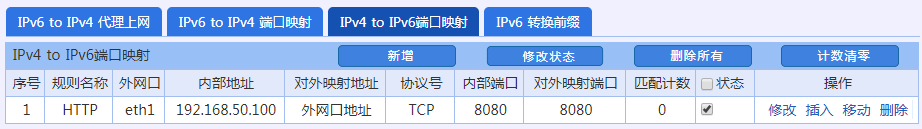 IPv6 to IPv4 代理上网 IPv6 to IPv4 端口映射 IPv4 to IPv6端口映射 IPv6 转换前缀
IPv4 to IPv6端口映射 新增 修改状态 删除所有 计数清零
序号 规则名称 外网口 内部地址 对外映射地址 协议号 内部端口 对外映射端口 匹配计数 状态 操作
1 HTTP eth1 192.168.50.100 外网口地址 TCP 8080 8080 0 修改 插入 移动 删除